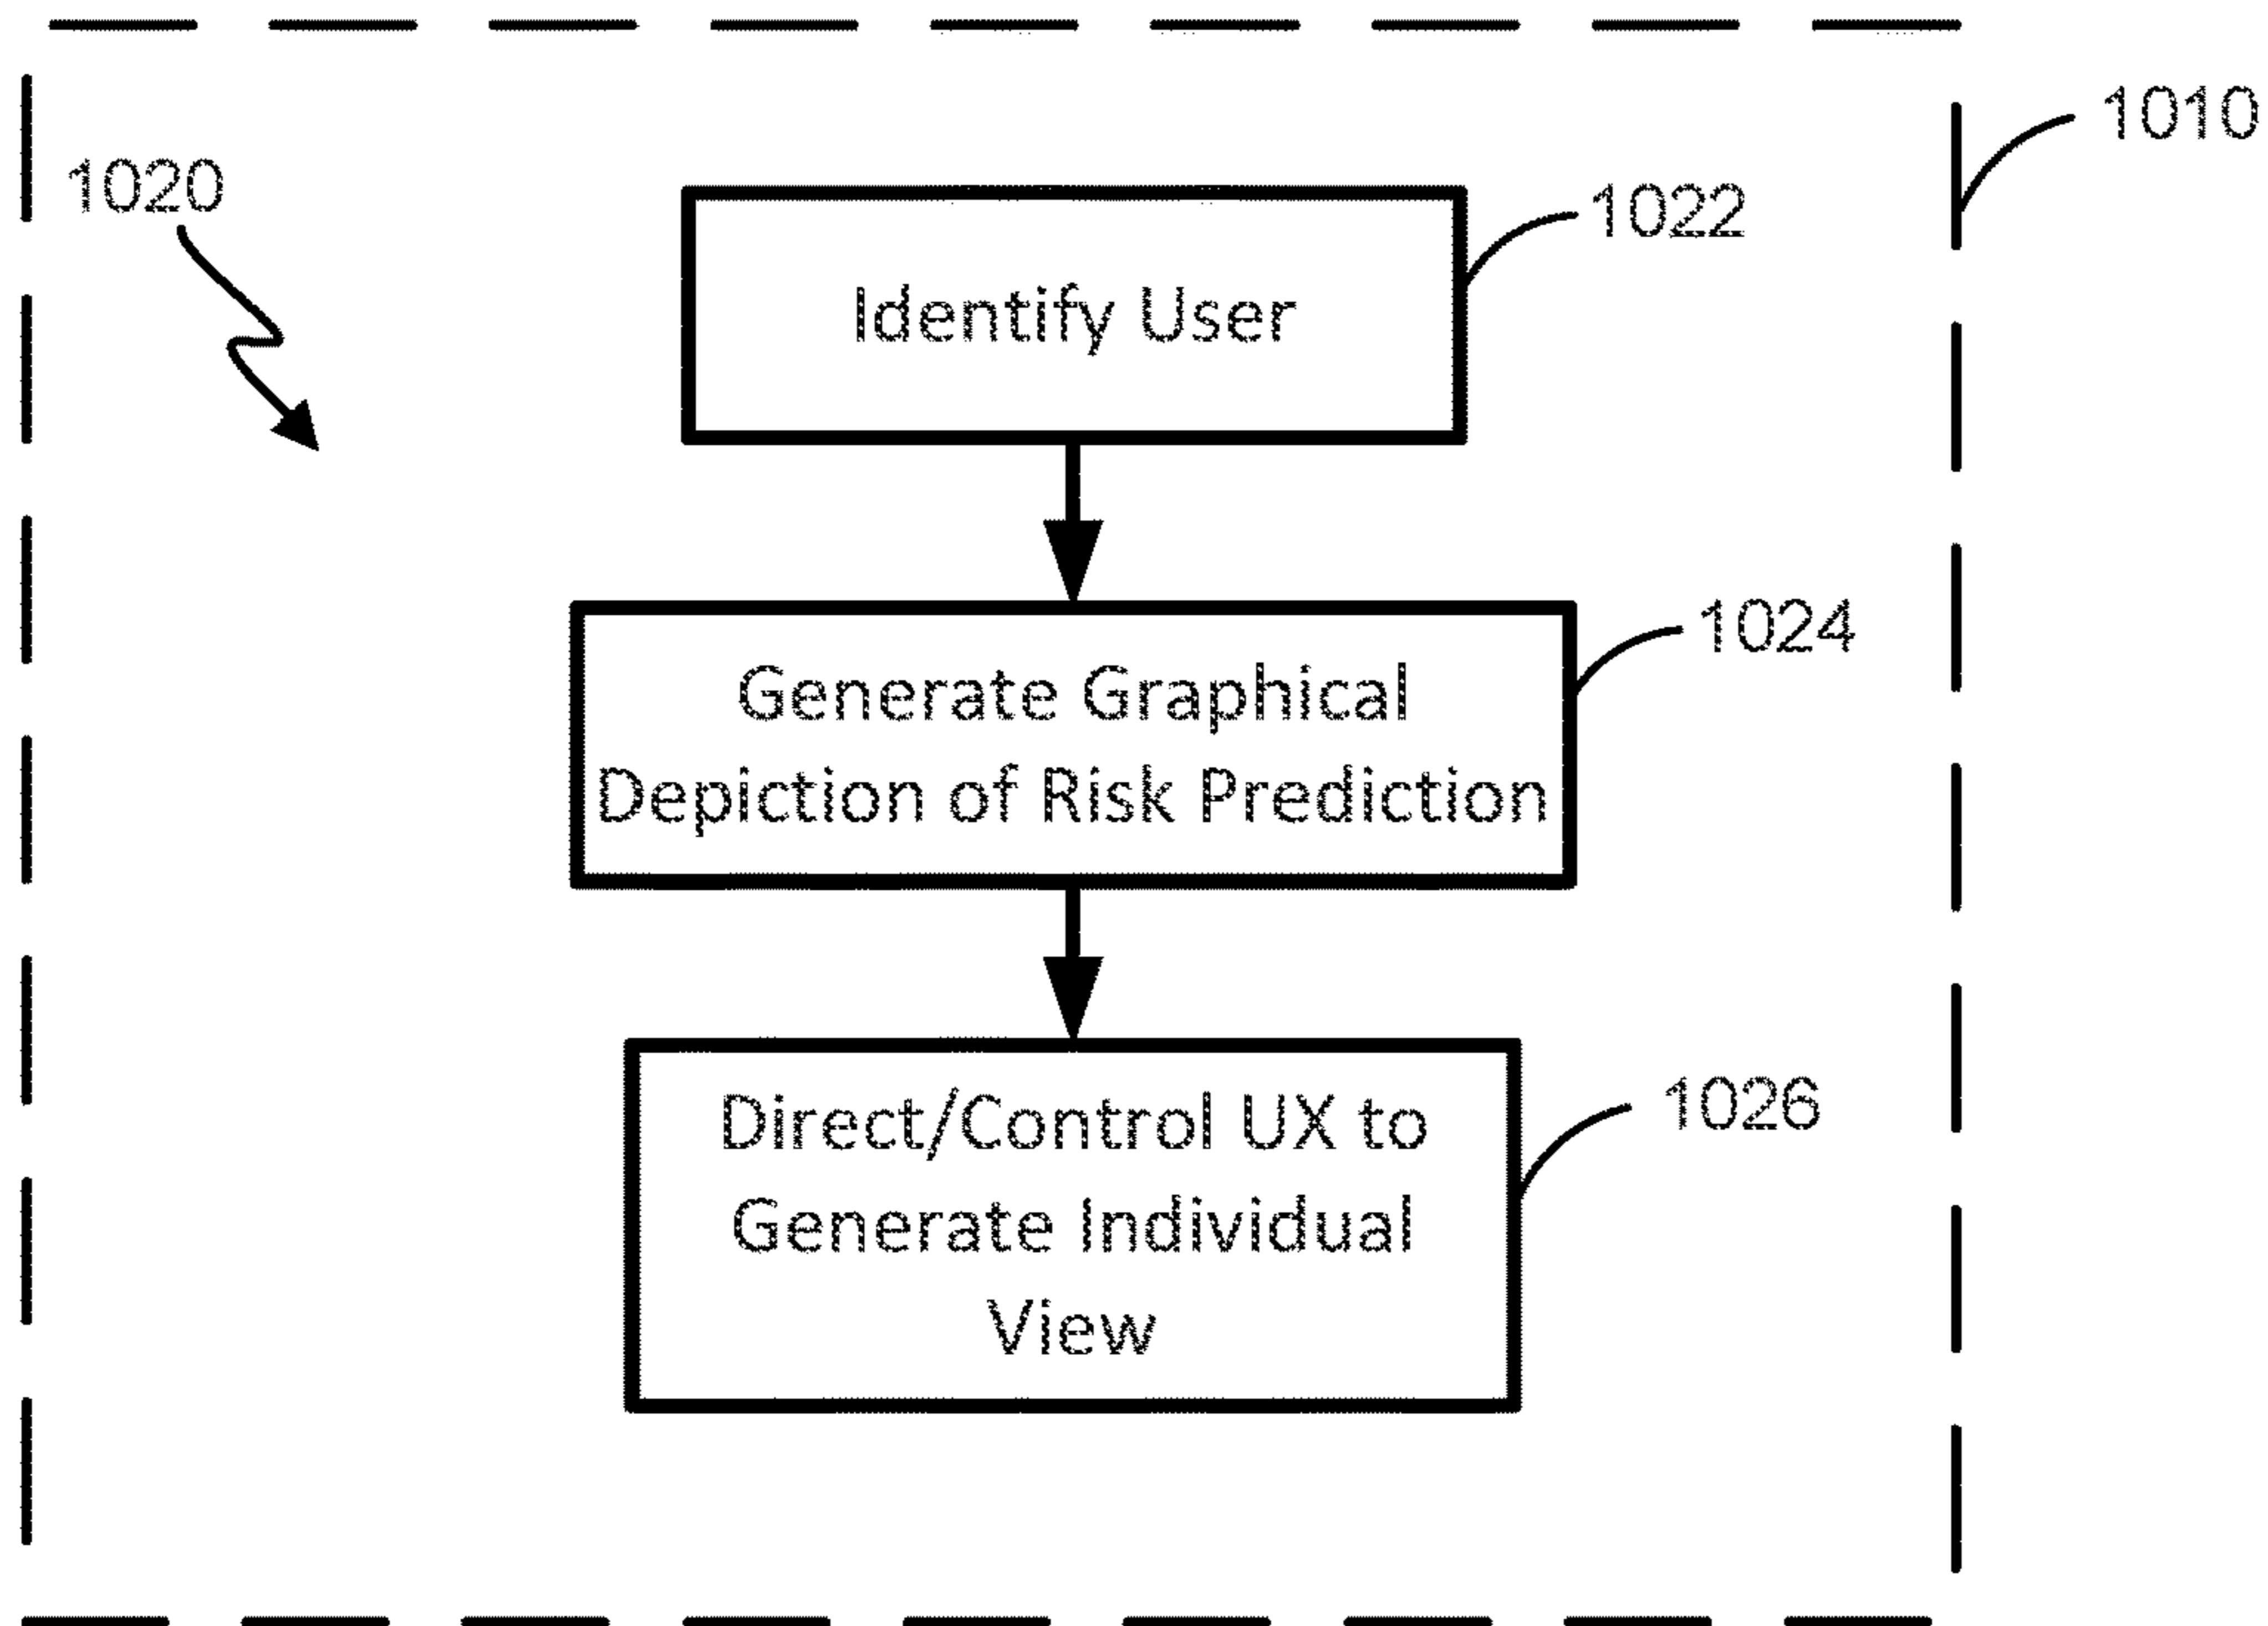 1010
1020
1022
Identify User
1024
Generate Graphical
Depiction of Risk Prediction
1026
Direct/Control UX to
Generate Individual
View